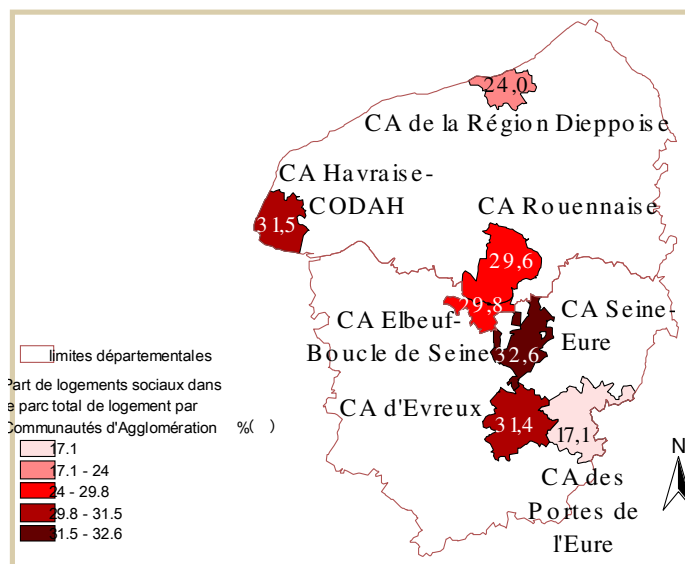 24,0
CA de la Région Dieppoise
CA Havraise-
CODAH
31,5
CA Rouennaise
29,6
29,8
CA Elbeuf-
Boucle de Seine
CA Seine-
Eure
32,6
CA d'Evreux
31,4
17,1
CA des
Portes de
l'Eure
N
limites départementales
Part de logements sociaux dans
e parc total de logement par
Communautés d'Agglomération %( )
17.1
17.1 - 24
24 - 29.8
29.8 - 31.5
31.5 - 32.6